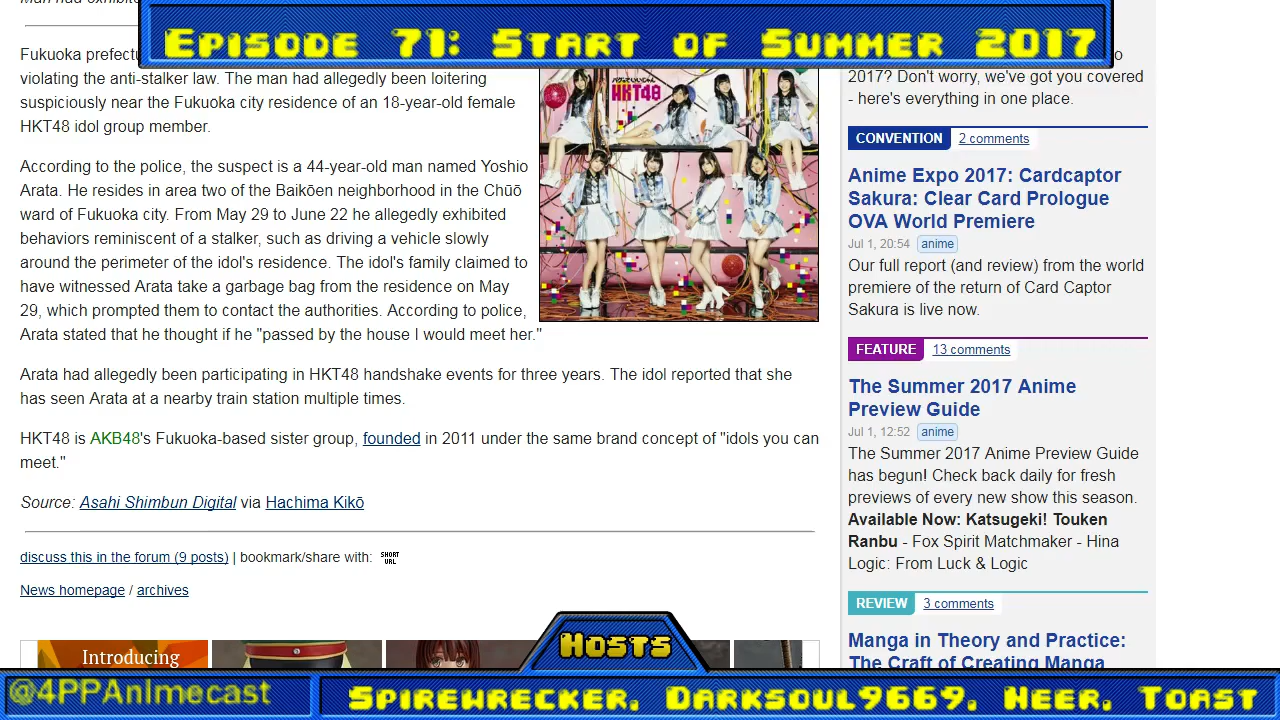 Episode 71: Start of Summer 2017
Fukuoka prefectu
violating the anti-stalker law. The man had allegedly been loitering
suspiciously near the Fukuoka city residence of an 18-year-old female
HKT48 idol group member.
According to the police, the suspect is a 44-year-old man named Yoshio
Arata. He resides in area two of the Baikōen neighborhood in the Chūō
ward of Fukuoka city. From May 29 to June 22 he allegedly exhibited
behaviors reminiscent of a stalker, such as driving a vehicle slowly
around the perimeter of the idol's residence. The idol's family claimed to
have witnessed Arata take a garbage bag from the residence on May
29, which prompted them to contact the authorities. According to police,
Arata stated that he thought if he "passed by the house I would meet her."
Arata had allegedly been participating in HKT48 handshake events for three years. The idol reported that she
has seen Arata at a nearby train station multiple times.
HKT48 is AKB48's Fukuoka-based sister group, founded in 2011 under the same brand concept of "idols you can
meet."
Source: Asahi Shimbun Digital via Hachima Kikō
discuss this in the forum (9 posts) | bookmark/share with: SHORT URL
News homepage / archives
Introducing
HKT48
2017? Don't worry, we've got you covered
- here's everything in one place.
CONVENTION 2 comments
Anime Expo 2017: Cardcaptor
Sakura: Clear Card Prologue
OVA World Premiere
Jul 1, 20:54 anime
Our full report (and review) from the world
premiere of the return of Card Captor
Sakura is live now.
FEATURE 13 comments
The Summer 2017 Anime
Preview Guide
Jul 1, 12:52 anime
The Summer 2017 Anime Preview Guide
has begun! Check back daily for fresh
previews of every new show this season.
Available Now: Katsugeki! Touken
Ranbu - Fox Spirit Matchmaker - Hina
Logic: From Luck & Logic
REVIEW 3 comments
Manga in Theory and Practice:
The Craft of Creating Manga
Hosts
@4PPAnimecast
Spirewrecker, Darksoul9669, Neer, Toast